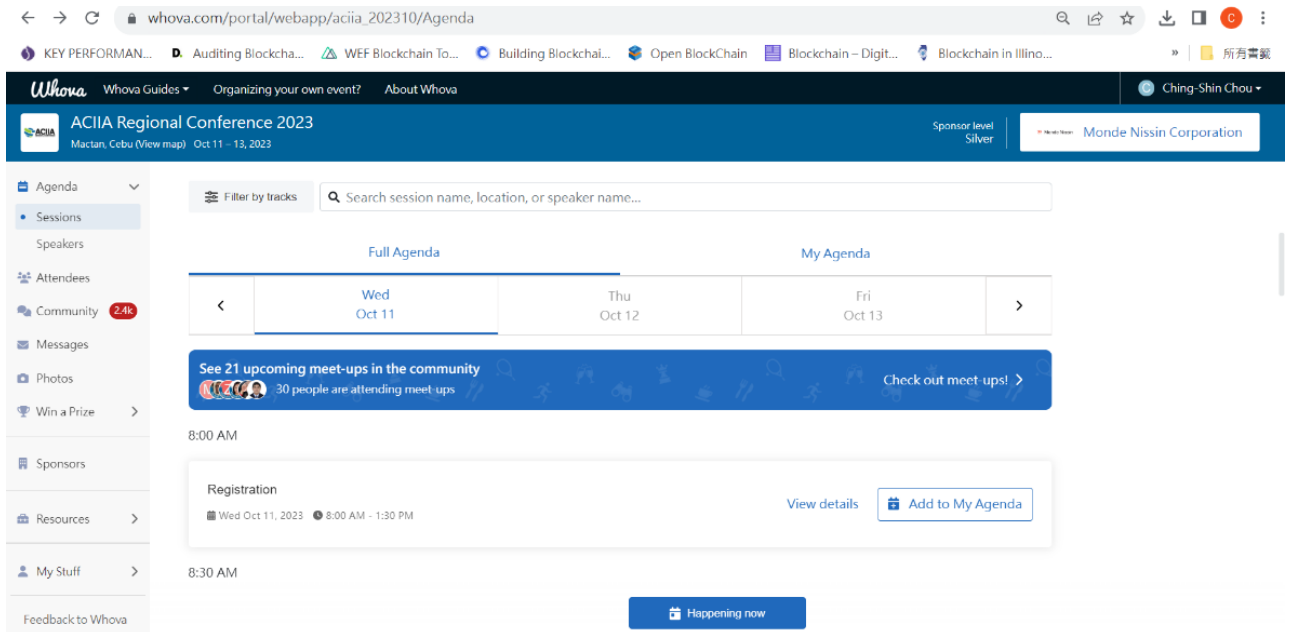 whova.com/portal/webapp/aciia_202310/Agenda
C
KEY PERFORMAN... D. Auditing Blockcha... WEF Blockchain To... Building Blockchai... Open BlockChain Blockchain – Digit... Blockchain in Illino... » 所有書籤
Whova Whova Guides Organizing your own event? About Whova C Ching-Shin Chou
ACIIA ACIIA Regional Conference 2023
Mactan, Cebu (View map) Oct 11 – 13, 2023
Sponsor level
Silver
Monde Nissin Monde Nissin Corporation
Agenda
Sessions
Speakers
Attendees
Community 2.4k
Messages
Photos
Win a Prize
Sponsors
Resources
My Stuff
Feedback to Whova
Filter by tracks Search session name, location, or speaker name...
Full Agenda My Agenda
Wed
Oct 11
Thu
Oct 12
Fri
Oct 13
See 21 upcoming meet-ups in the community
30 people are attending meet-ups
Check out meet-ups!
8:00 AM
Registration
Wed Oct 11, 2023 8:00 AM - 1:30 PM
View details Add to My Agenda
8:30 AM
Happening now